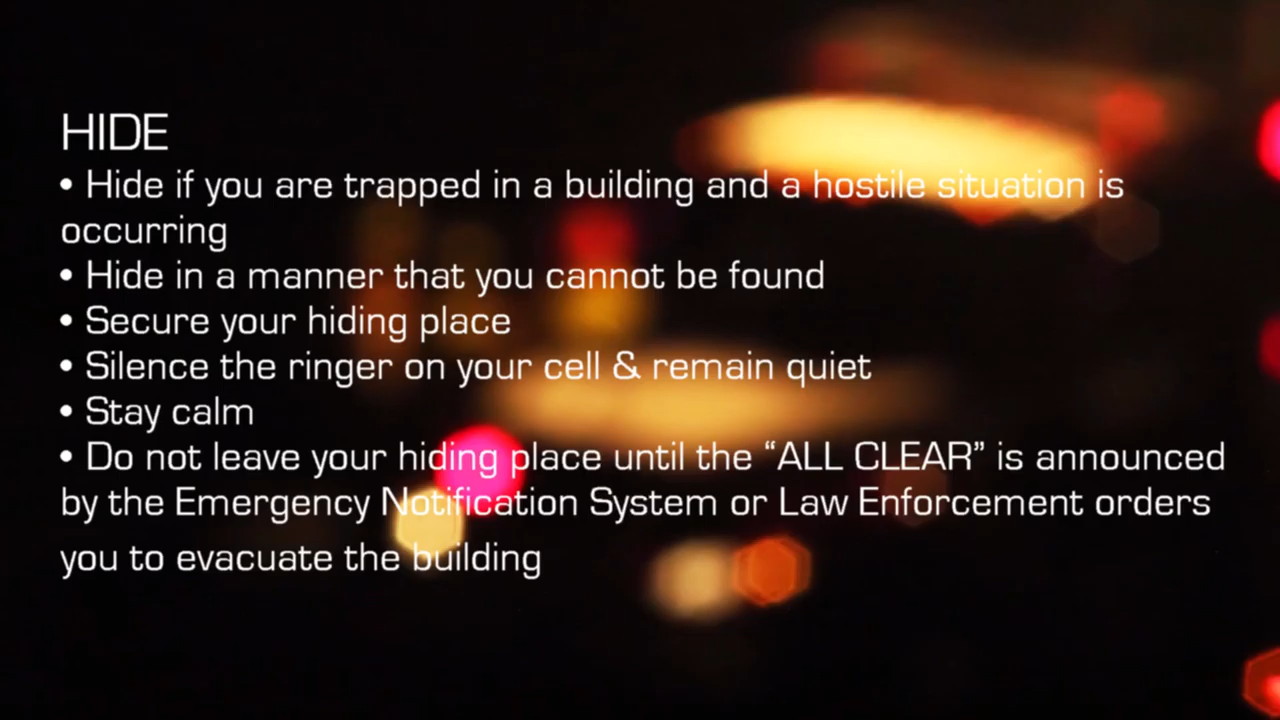 HIDE
• Hide if you are trapped in a building and a hostile situation is
occurring
• Hide in a manner that you cannot be found
• Secure your hiding place
• Silence the ringer on your cell & remain quiet
• Stay calm
• Do not leave your hiding place until the “ALL CLEAR” is announced
by the Emergency Notification System or Law Enforcement orders
you to evacuate the building